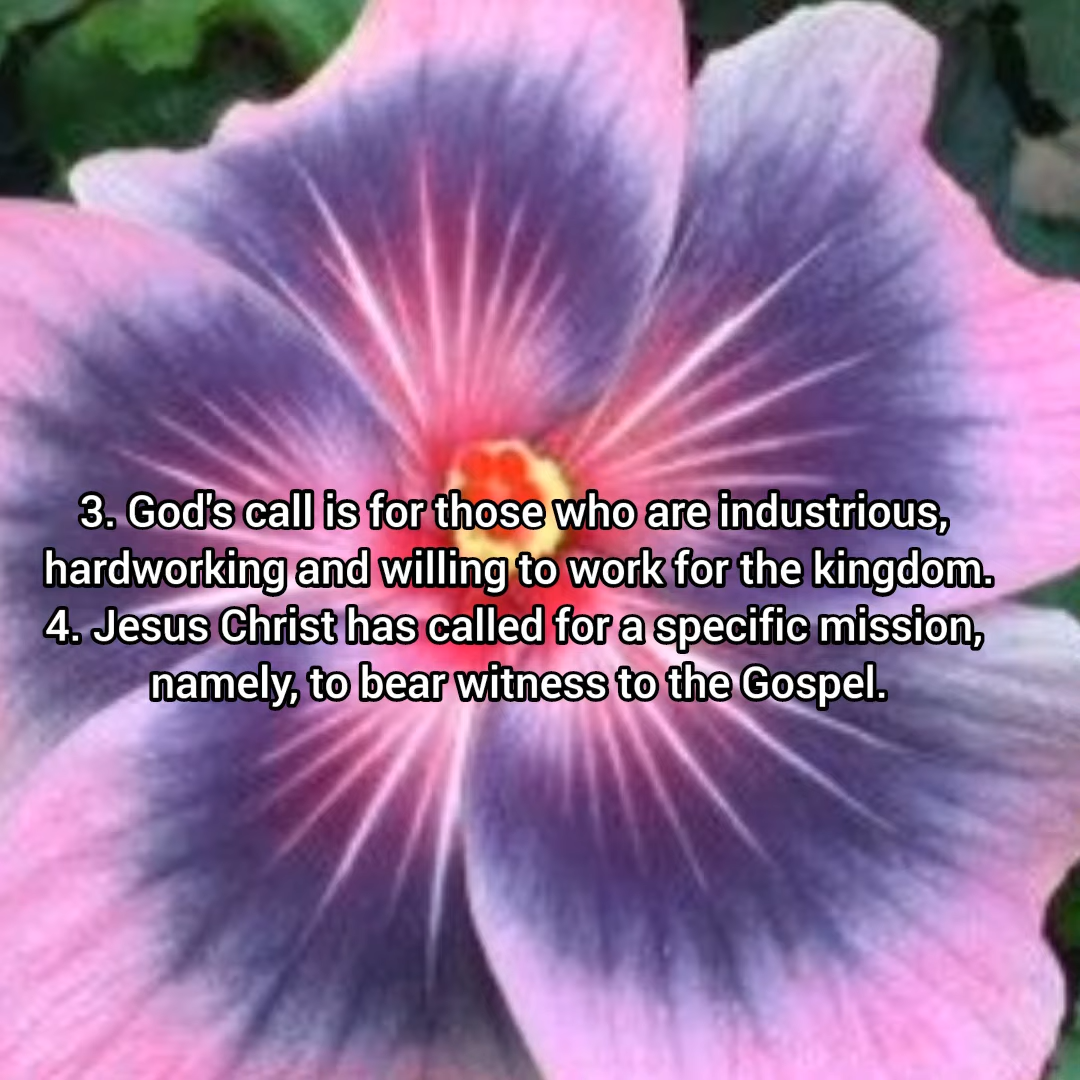 3. God's call is for those who are industrious,
hardworking and willing to work for the kingdom.
4. Jesus Christ has called for a specific mission,
namely, to bear witness to the Gospel.